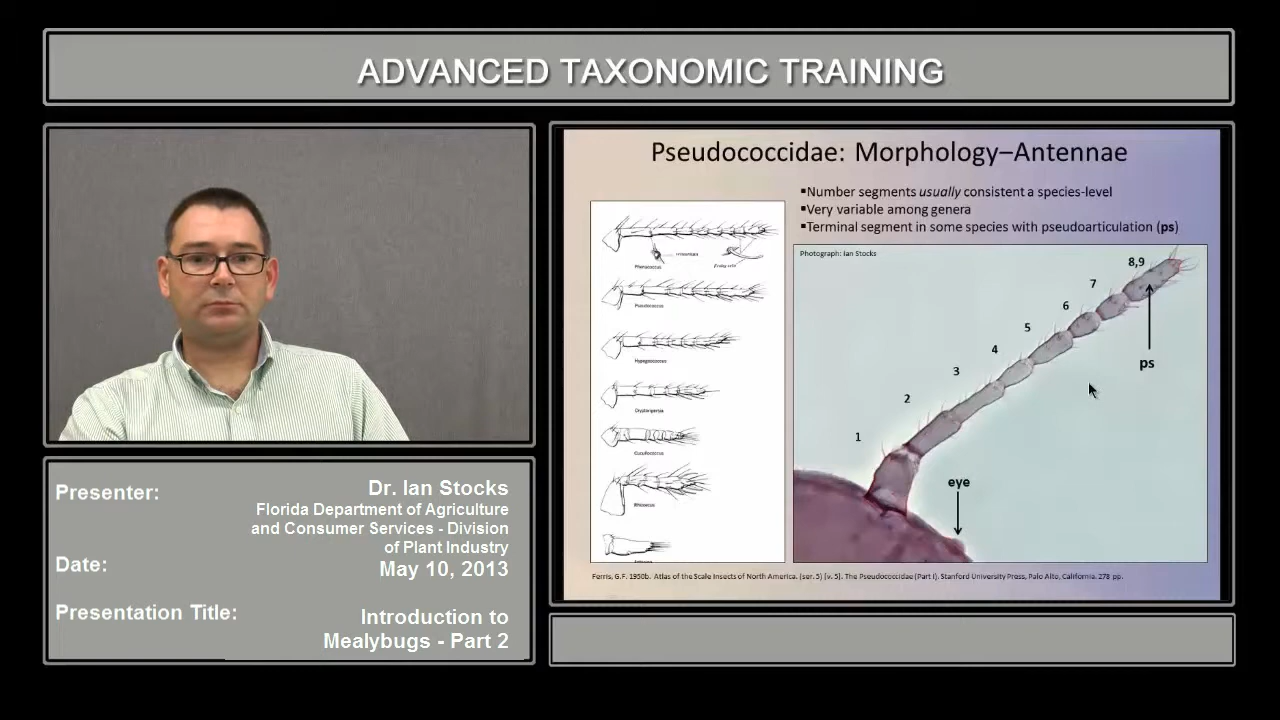 ADVANCED TAXONOMIC TRAINING
Presenter:
Dr. Ian Stocks
Florida Department of Agriculture
and Consumer Services - Division
of Plant Industry
Date:
May 10, 2013
Presentation Title:
Introduction to
Mealybugs - Part 2
Pseudococcidae: Morphology–Antennae
▪Number segments usually consistent a species-level
▪Very variable among genera
▪Terminal segment in some species with pseudoarticulation (ps)
Phenacoccus
Pseudococcus
Hypogeococcus
Cryptoripersia
Rhizoecus
Photograph: Ian Stocks
8,9
7
6
5
4
3
2
1
ps
eye
Ferris, G.F. 1950b. Atlas of the Scale Insects of North America. (ser. 5) [v. 5]. The Pseudococcidae (Part I). Stanford University Press, Palo Alto, California. 278 pp.